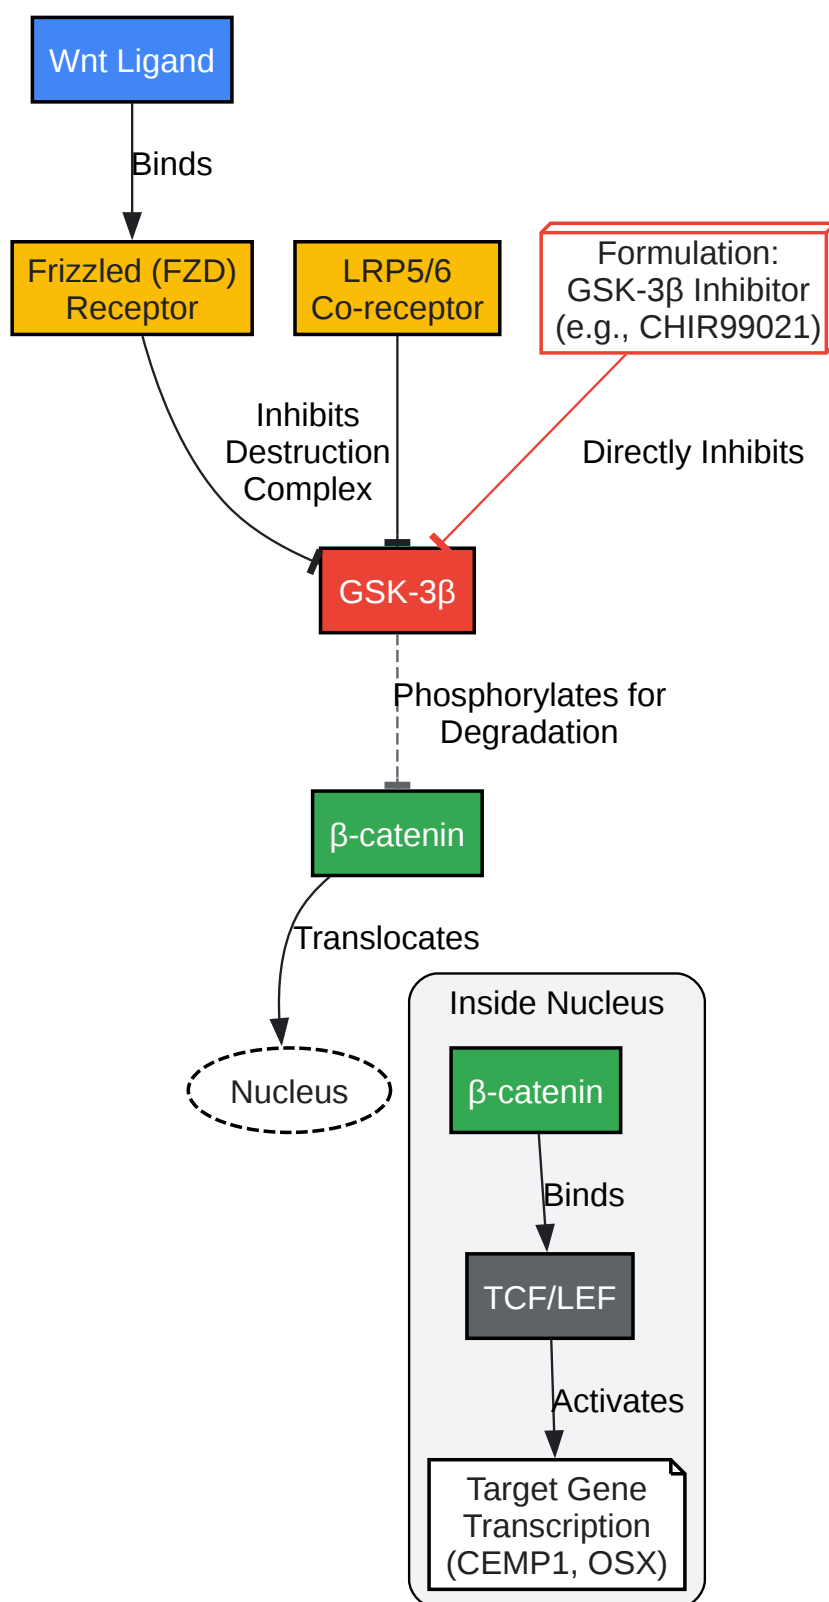 Wnt Ligand
Binds
Frizzled (FZD)
Receptor
LRP5/6
Co-receptor
Formulation:
GSK-3β Inhibitor
(e.g., CHIR99021)
Inhibits
Destruction
Complex
Directly Inhibits
GSK-3β
Phosphorylates for
Degradation
β-catenin
Translocates
Nucleus
Inside Nucleus
β-catenin
Binds
TCF/LEF
Activates
Target Gene
Transcription
(CEMP1, OSX)